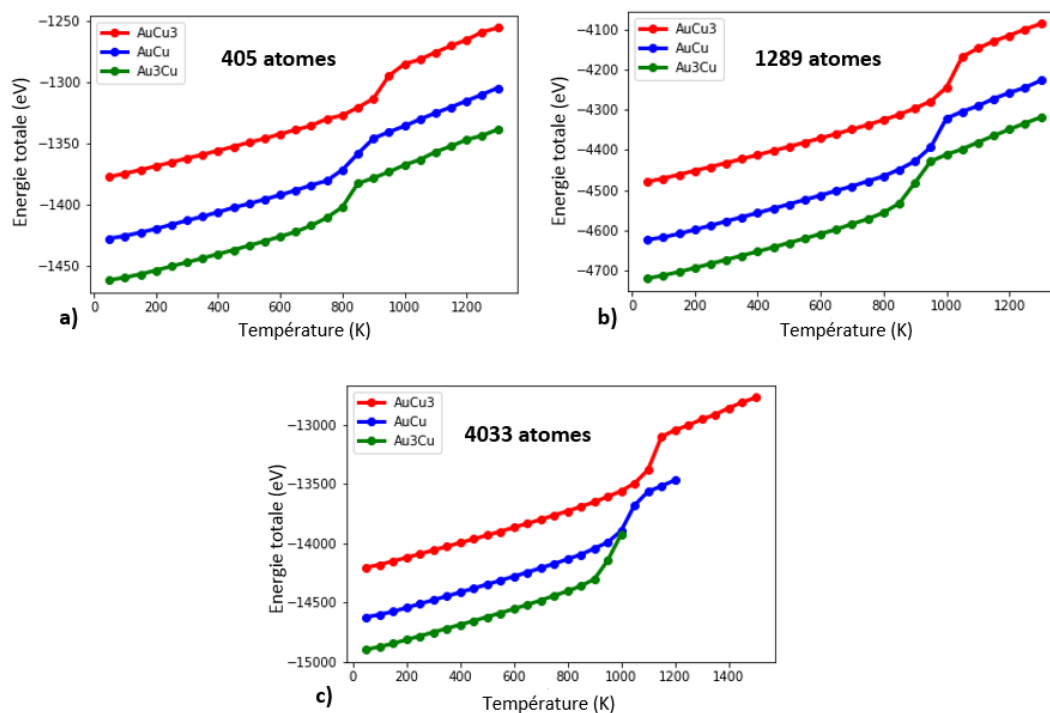 AuCu3
AuCu
Au3Cu
405 atomes
Energie totale (eV)
−1250
−1300
−1350
−1400
−1450
0 200 400 600 800 1000 1200
Température (K)
a)
AuCu3
AuCu
Au3Cu
1289 atomes
Energie totale (eV)
−4100
−4200
−4300
−4400
−4500
−4600
−4700
0 200 400 600 800 1000 1200
Température (K)
b)
AuCu3
AuCu
Au3Cu
4033 atomes
Energie totale (eV)
−13000
−13500
−14000
−14500
−15000
0 200 400 600 800 1000 1200 1400
Température (K)
c)